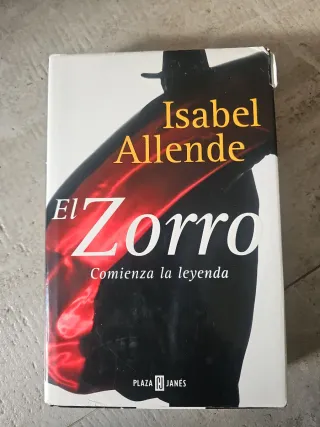 Isabel
Allende
El Zorro
Comienza la leyenda
PLAZA JANÉS